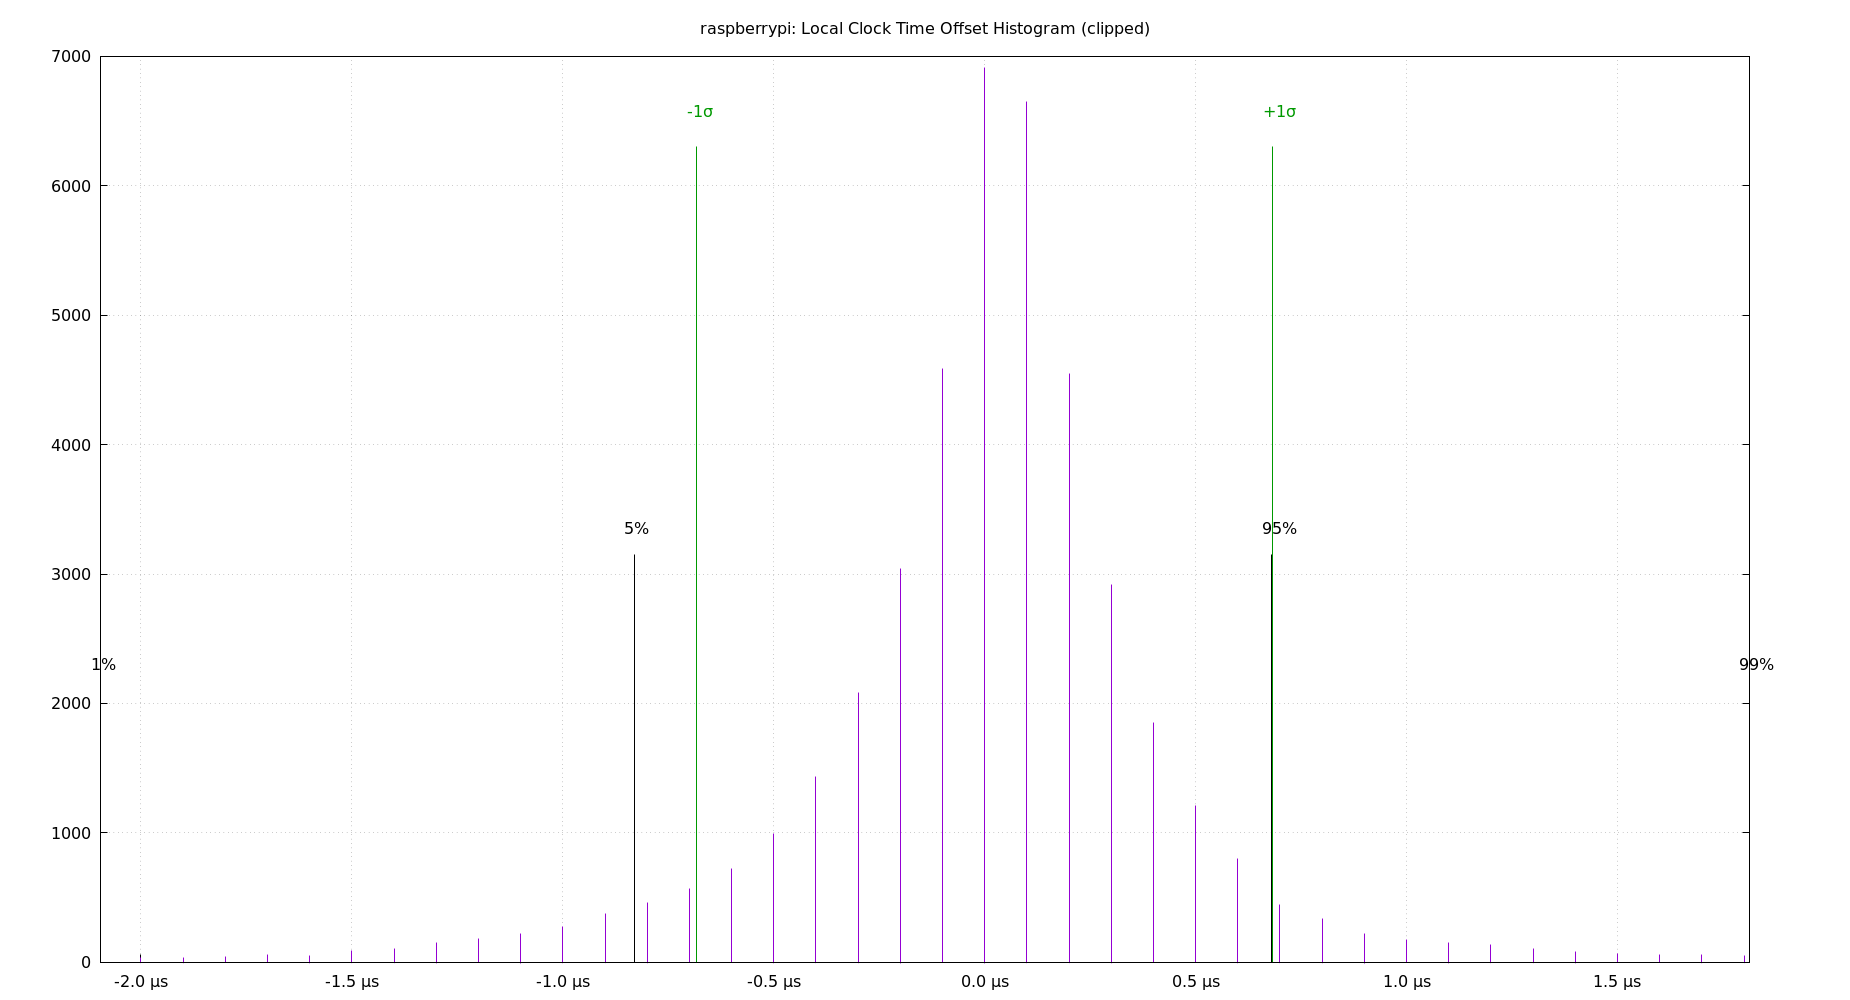 raspberrypi: Local Clock Time Offset Histogram (clipped)
7000
-1σ
+1σ
6000
5000
4000
5%
95%
3000
1%
99%
2000
1000
0
-2.0 µs
-1.5 µs
-1.0 µs
-0.5 µs
0.0 µs
0.5 µs
1.0 µs
1.5 µs